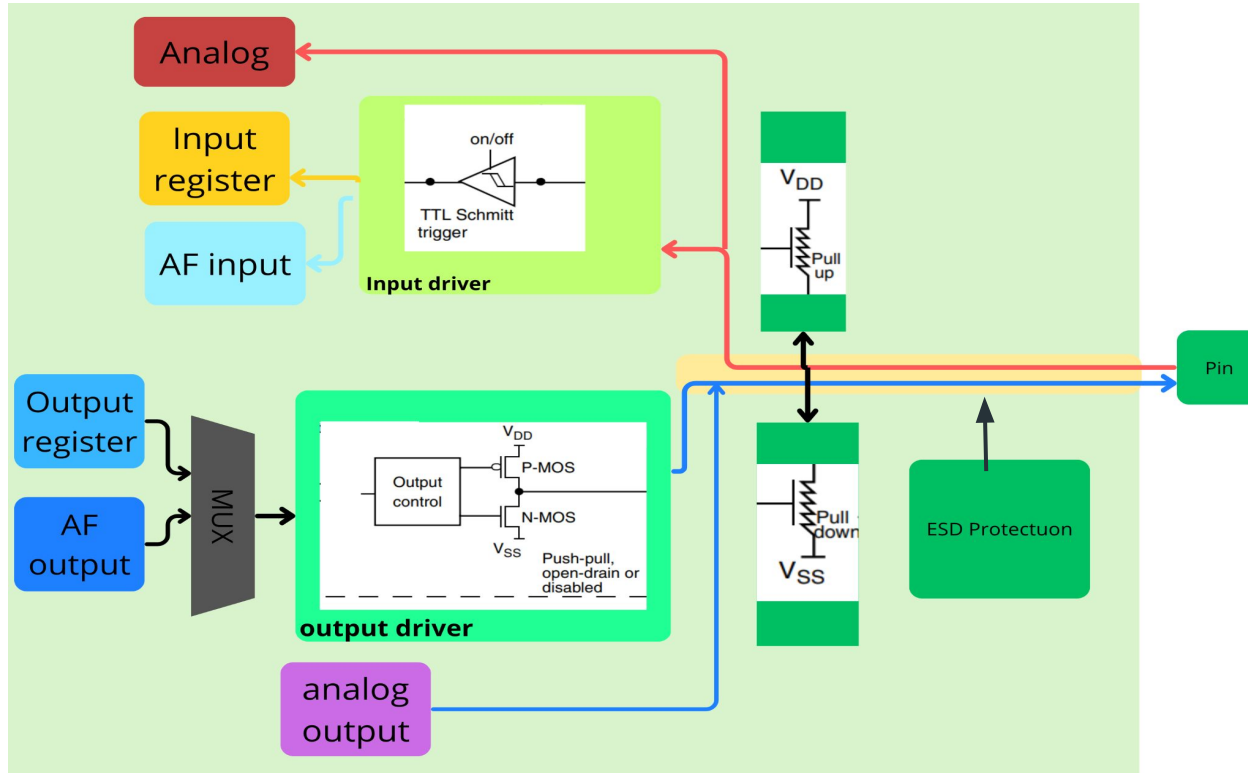 Analog
Input
register
AF input
on/off
TTL Schmitt
trigger
Input driver
VDD
Pull
up
Pin
Output
register
AF
output
MUX
Output
control
VDD
P-MOS
N-MOS
VSS
Push-pull,
open-drain or
disabled
output driver
Pull
down
VSS
ESD Protectuon
analog
output